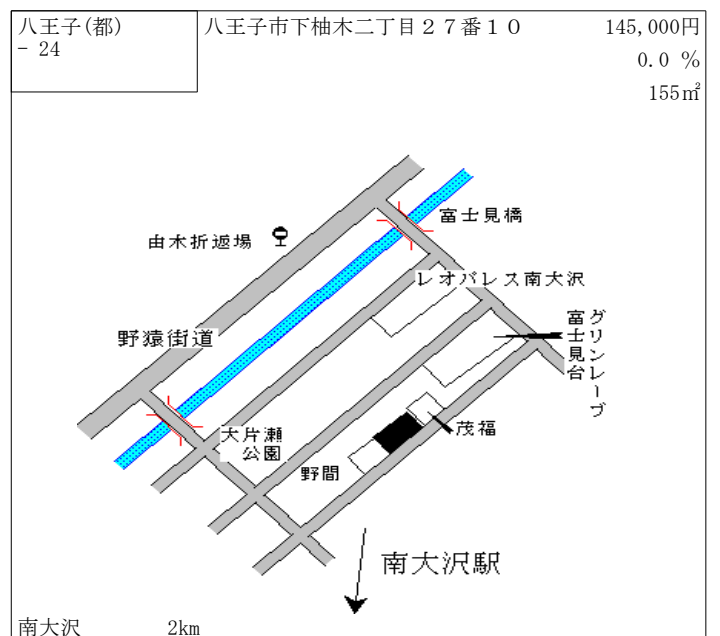 八王子(都)
- 24
八王子市下柚木二丁目２７番１０
145,000円
0.0 %
155㎡
富士見橋
由木折返場
レオパレス南大沢
野猿街道
グリンレーブ
富士見台
大片瀬
公園
茂福
野間
南大沢駅
南大沢 2km